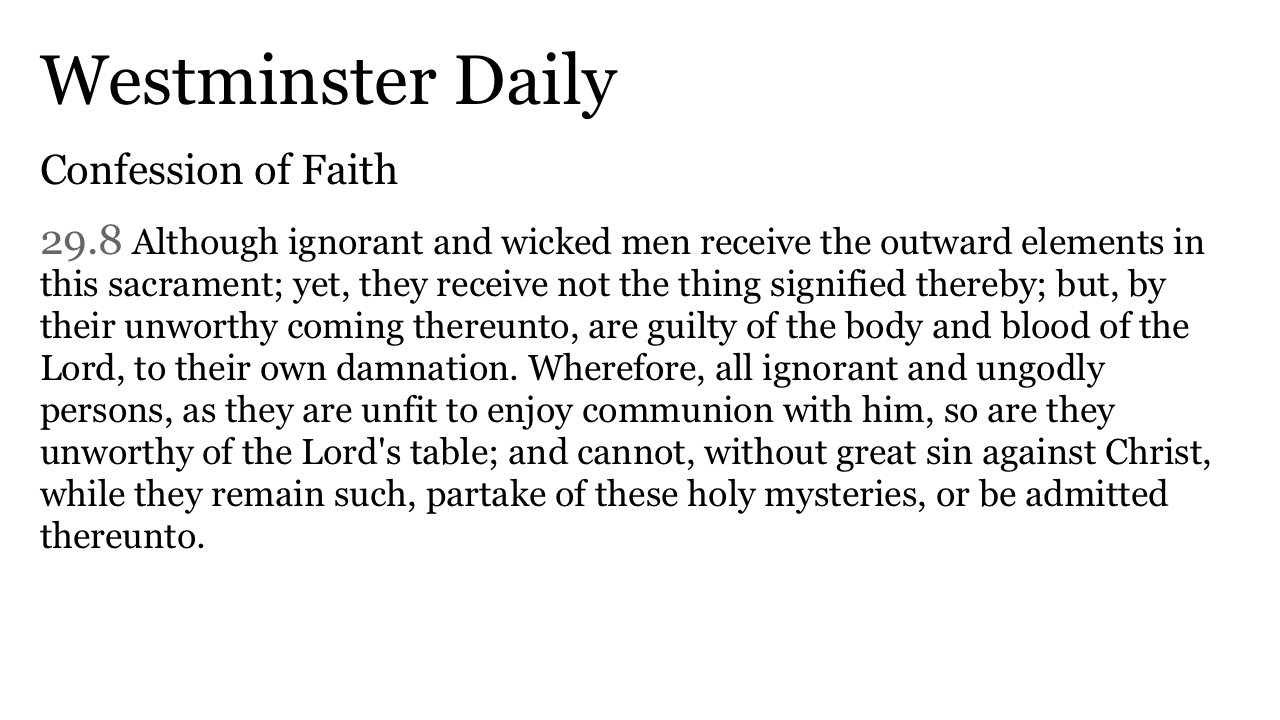 Westminster Daily
Confession of Faith
29.8 Although ignorant and wicked men receive the outward elements in
this sacrament; yet, they receive not the thing signified thereby; but, by
their unworthy coming thereunto, are guilty of the body and blood of the
Lord, to their own damnation. Wherefore, all ignorant and ungodly
persons, as they are unfit to enjoy communion with him, so are they
unworthy of the Lord's table; and cannot, without great sin against Christ,
while they remain such, partake of these holy mysteries, or be admitted
thereunto.